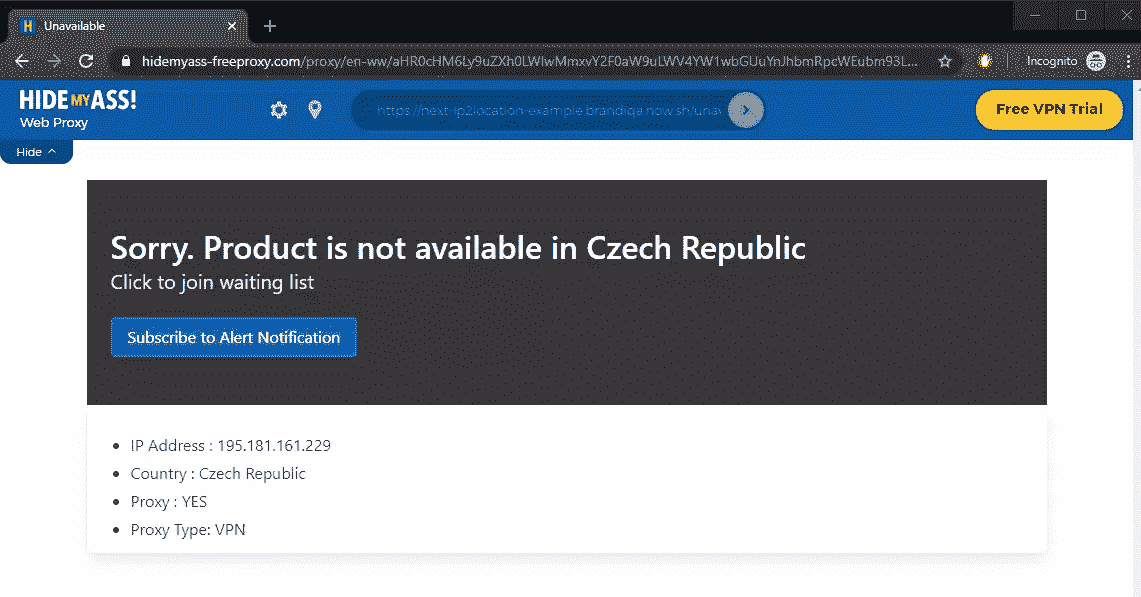 Unavailable
hidemyass-freeproxy.com/proxy/en-ww/aHR0cHM6Ly9uZXh0LWlwMmxvY2F0aW9uLWV4YW1wbGUuYnJhbmRpcWEubm93L...
Incognito
HIDE MY ASS!
Web Proxy
https://next-ip2location-example.brandiqa.now.sh/unav
Free VPN Trial
Hide
Sorry. Product is not available in Czech Republic
Click to join waiting list
Subscribe to Alert Notification
IP Address : 195.181.161.229
Country : Czech Republic
Proxy : YES
Proxy Type: VPN